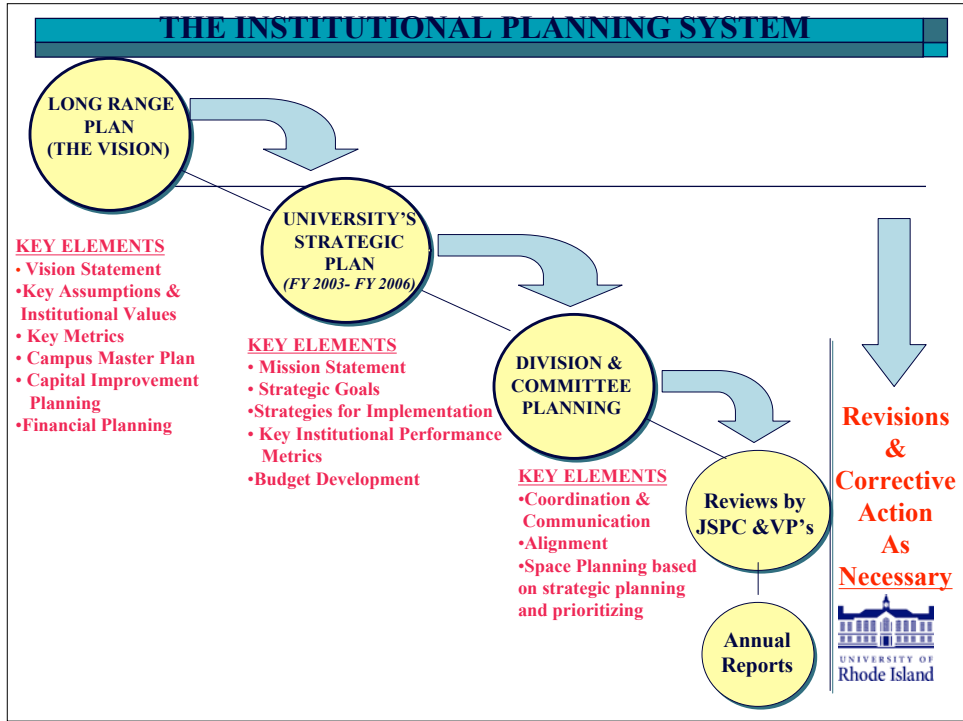 THE INSTITUTIONAL PLANNING SYSTEM
LONG RANGE
PLAN
(THE VISION)
KEY ELEMENTS
• Vision Statement
•Key Assumptions &
Institutional Values
• Key Metrics
• Campus Master Plan
• Capital Improvement
Planning
•Financial Planning
UNIVERSITY'S
STRATEGIC
PLAN
(FY 2003- FY 2006)
KEY ELEMENTS
• Mission Statement
• Strategic Goals
•Strategies for Implementation
• Key Institutional Performance
Metrics
•Budget Development
DIVISION &
COMMITTEE
PLANNING
KEY ELEMENTS
•Coordination &
Communication
•Alignment
•Space Planning based
on strategic planning
and prioritizing
Reviews by
JSPC &VP's
Annual
Reports
Revisions
&
Corrective
Action
As
Necessary
UNIVERSITY OF
Rhode Island